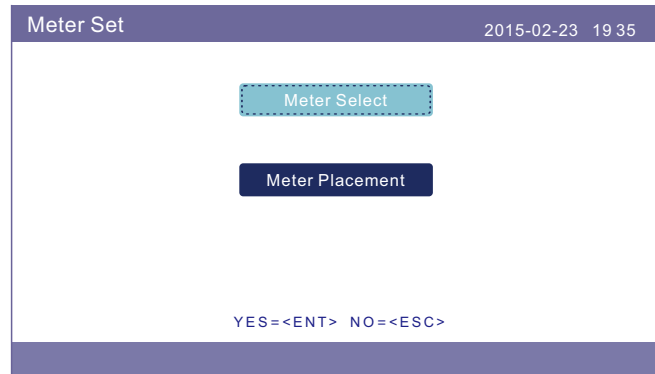 Meter Set
2015-02-23 19 35
Meter Select
Meter Placement
YES=<ENT> NO=<ESC>